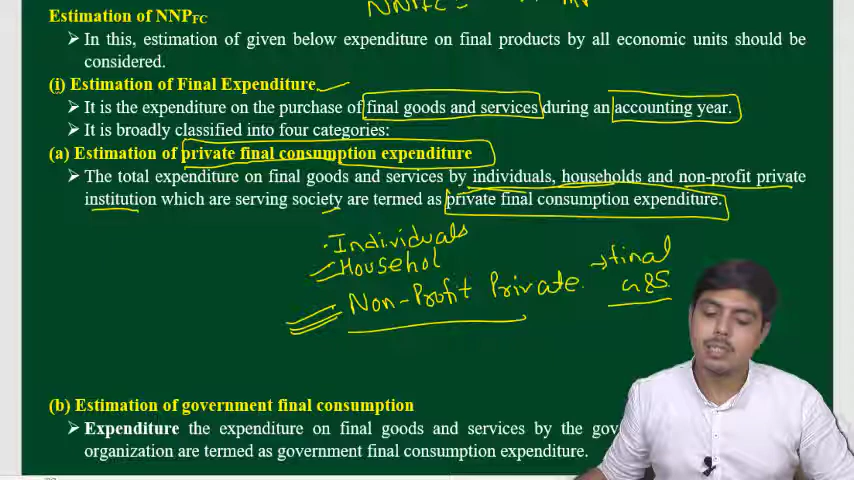 Estimation of NNPFC
➤ In this, estimation of given below expenditure on final products by all economic units should be
considered.
(i) Estimation of Final Expenditure
➤ It is the expenditure on the purchase of final goods and services during an accounting year.
➤ It is broadly classified into four categories:
(a) Estimation of private final consumption expenditure
➤ The total expenditure on final goods and services by individuals, households and non-profit private
institution which are serving society are termed as private final consumption expenditure.
Individuals
Househol
Non-Profit Private
→ final
G&S
(b) Estimation of government final consumption
➤ Expenditure the expenditure on final goods and services by the gov
organization are termed as government final consumption expenditure.